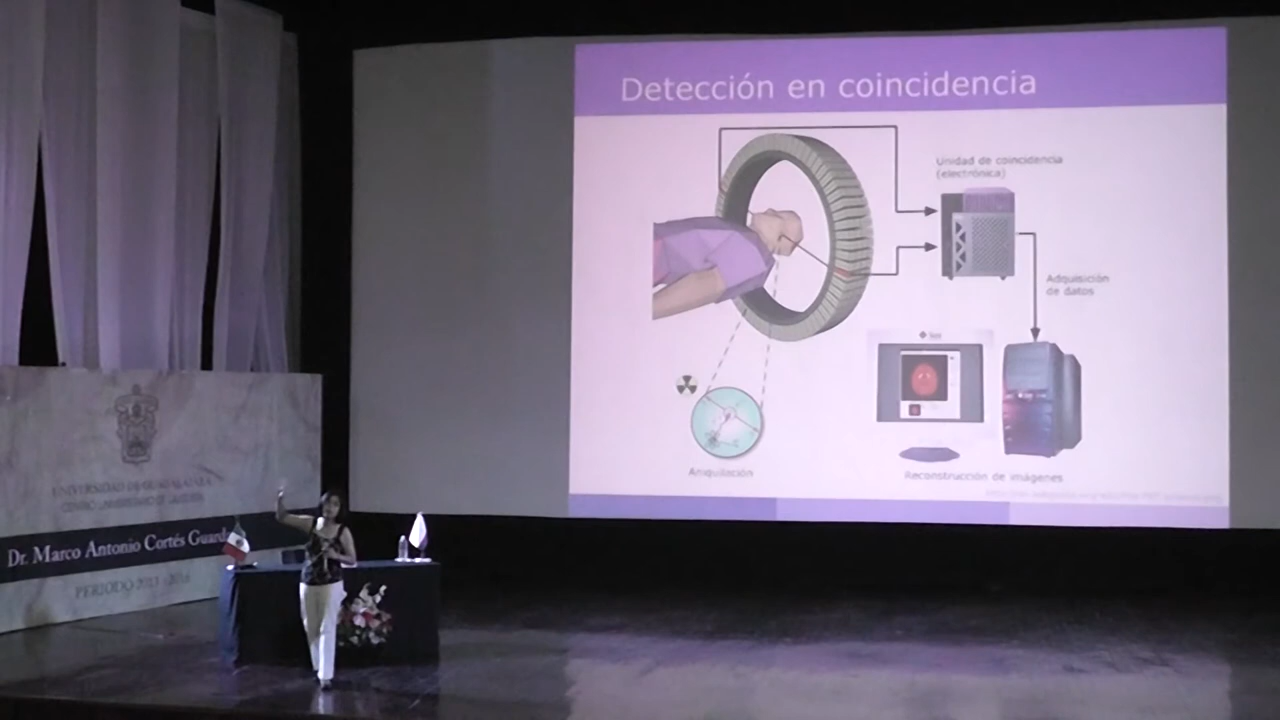 Detección en coincidencia
Unidad de coincidencia
(electrónica)
Adquisición
de datos
Aniquilación
Reconstrucción de imágenes
UNIVERSIDAD DE GUADALAJARA
Dr. Marco Antonio Cortés Guard
PERIODO